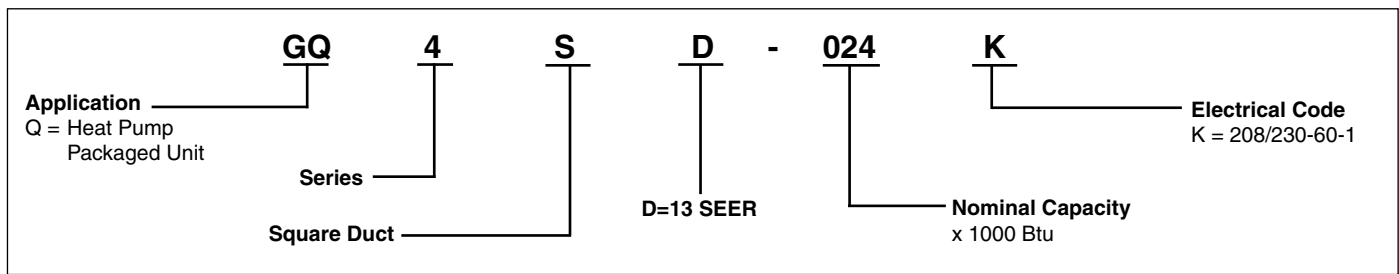 GQ 4 S D - 024 K
Application
Q = Heat Pump
Packaged Unit
Series
Square Duct
D=13 SEER
Nominal Capacity
x 1000 Btu
Electrical Code
K = 208/230-60-1